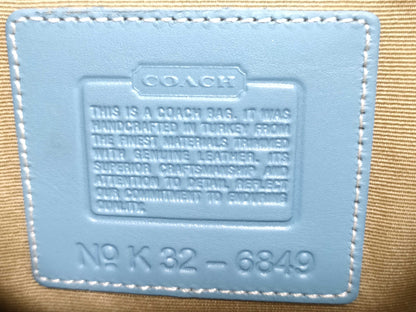 COACH
THIS IS A COACH BAG. IT WAS
HANDCRAFTED IN TURKEY FROM
THE FINEST MATERIALS TRIMMED
WITH GENUINE LEATHER. ITS
SUPERIOR CRAFTSMANSHIP AND
ATTENTION TO DETAIL REFLECT
OUR COMMITMENT TO ENDURING
QUALITY.
No K 32 - 6849